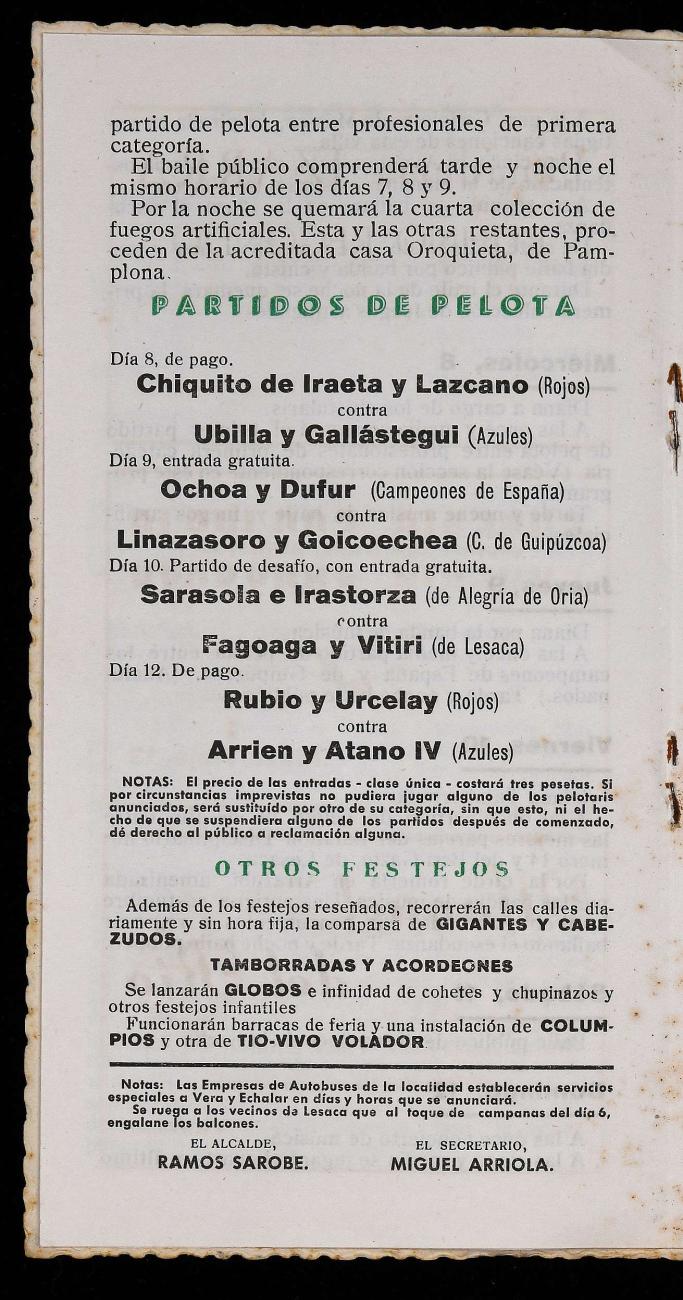 partido de pelota entre profesionales de primera
categoría.
El baile público comprenderá tarde y noche el
mismo horario de los días 7, 8 y 9.
Por la noche se quemará la cuarta colección de
fuegos artificiales. Esta y las otras restantes, pro-
ceden de la acreditada casa Oroquieta, de Pam-
plona.
PARTIDOS DE PELOTA
Día 8, de pago.
Chiquito de Iraeta y Lazcano (Rojos)
contra
Ubilla y Gallástegui (Azules)
Día 9, entrada gratuita.
Ochoa y Dufur (Campeones de España)
contra
Linazasoro y Goicoechea (C. de Guipúzcoa)
Día 10. Partido de desafío, con entrada gratuita.
Sarasola e Irastorza (de Alegría de Oria)
contra
Fagoaga y Vitiri (de Lesaca)
Día 12. De pago.
Rubio y Urcelay (Rojos)
contra
Arrien y Atano IV (Azules)
NOTAS: El precio de las entradas - clase única - costará tres pesetas. Si
por circunstancias imprevistas no pudiera jugar alguno de los pelotaris
anunciados, será sustituído por otro de su categoría, sin que esto, ni el he-
cho de que se suspendiera alguno de los partidos después de comenzado,
dé derecho al público a reclamación alguna.
OTROS FESTEJOS
Además de los festejos reseñados, recorrerán las calles dia-
riamente y sin hora fija, la comparsa de GIGANTES Y CABE-
ZUDOS.
TAMBORRADAS Y ACORDEONES
Se lanzarán GLOBOS e infinidad de cohetes y chupinazos y
otros festejos infantiles
Funcionarán barracas de feria y una instalación de COLUM-
PIOS y otra de TIO-VIVO VOLADOR
Notas: Las Empresas de Autobuses de la localidad establecerán servicios
especiales a Vera y Echalar en días y horas que se anunciará.
Se ruega a los vecinos de Lesaca que al toque de campanas del día 6,
engalane los balcones.
EL ALCALDE,
RAMOS SAROBE.
EL SECRETARIO,
MIGUEL ARRIOLA.